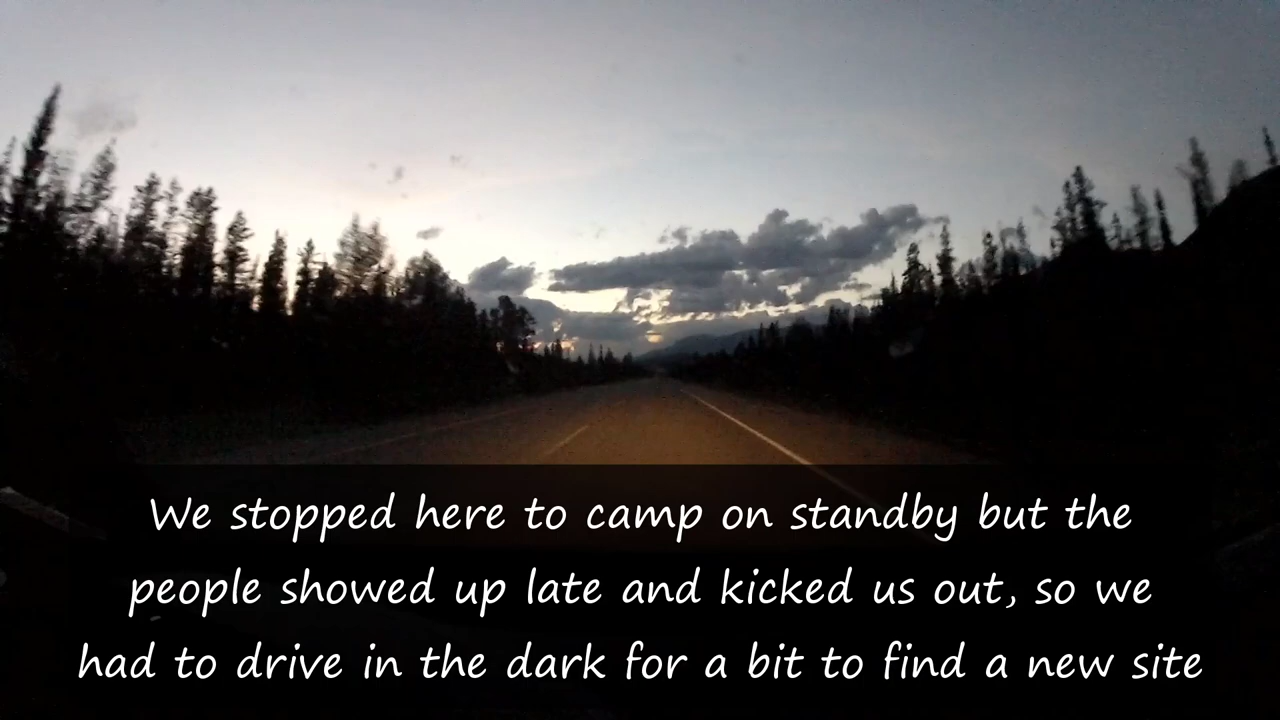 We stopped here to camp on standby but the
people showed up late and kicked us out, so we
had to drive in the dark for a bit to find a new site